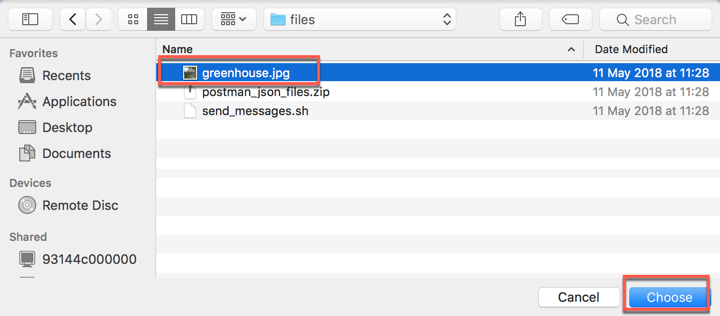 files
Search
Favorites
Recents
Applications
Desktop
Documents
Devices
Remote Disc
Shared
93144c000000
Name
Date Modified
greenhouse.jpg
11 May 2018 at 11:28
postman_json_files.zip
11 May 2018 at 11:28
send_messages.sh
11 May 2018 at 11:28
Cancel
Choose